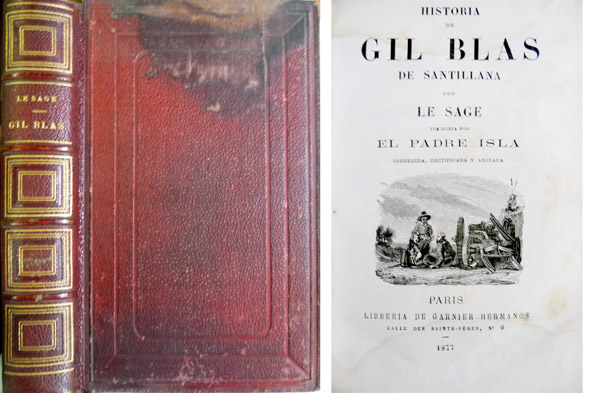 LE SAGE
GIL BLAS
HISTORIA
DE
GIL BLAS
DE SANTILLANA
POR
LE SAGE
TRADUCIDA POR
EL PADRE ISLA
CORREGIDA, RECTIFICADA Y ANOTADA
PARIS
LIBRERIA DE GARNIER HERMANOS
CALLE DES SAINTS-PÈRES, Nº 6
1877